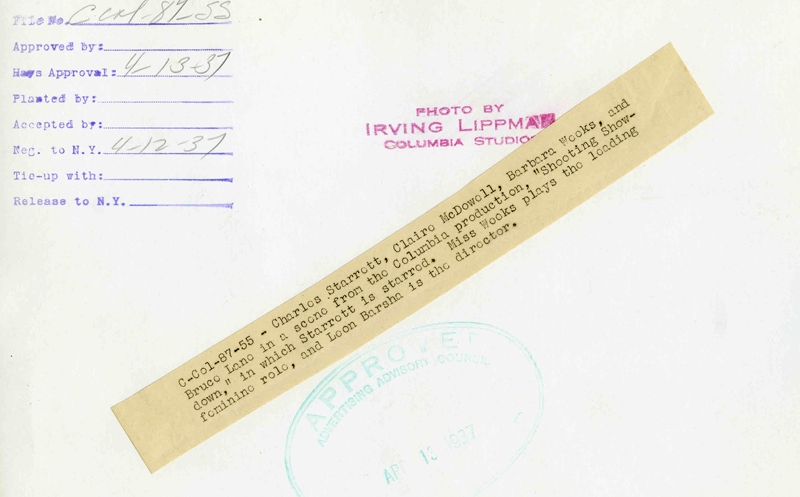 File No. C Col-87-55
Approved by:
Hays Approval: 4-13-37
Planted by:
Accepted by:
Neg. to N.Y. 4-12-37
Tie-up with:
Release to N.Y.
PHOTO BY
IRVING LIPPMAN
COLUMBIA STUDIOS
C-Col-87-55 - Charles Starrett, Claire McDowell, Barbara Weeks, and
Bruce Lane in a scene from the Columbia production, "Shooting Show-
down," in which Starrett is starred. Miss Weeks plays the leading
feminine role, and Leon Barsha is the director.
APPROVED
ADVERTISING ADVISORY COUNCIL
APR 13 1937